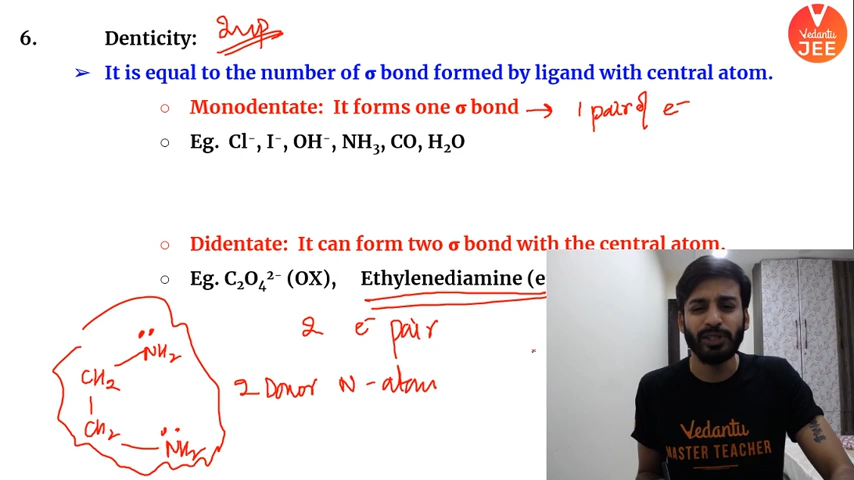 6. Denticity: 2 imp
Vedantu
JEE
➢ It is equal to the number of σ bond formed by ligand with central atom.
○ Monodentate: It forms one σ bond → 1 pair of e⁻
○ Eg. Cl⁻, I⁻, OH⁻, NH₃, CO, H₂O
○ Didentate: It can form two σ bond with the central atom.
○ Eg. C₂O₄²⁻ (OX), Ethylenediamine (e
2 e⁻ pair
NH₂
CH₂
2 Donor N-atom
CH₂
NH₂
Vedantu
MASTER TEACHER